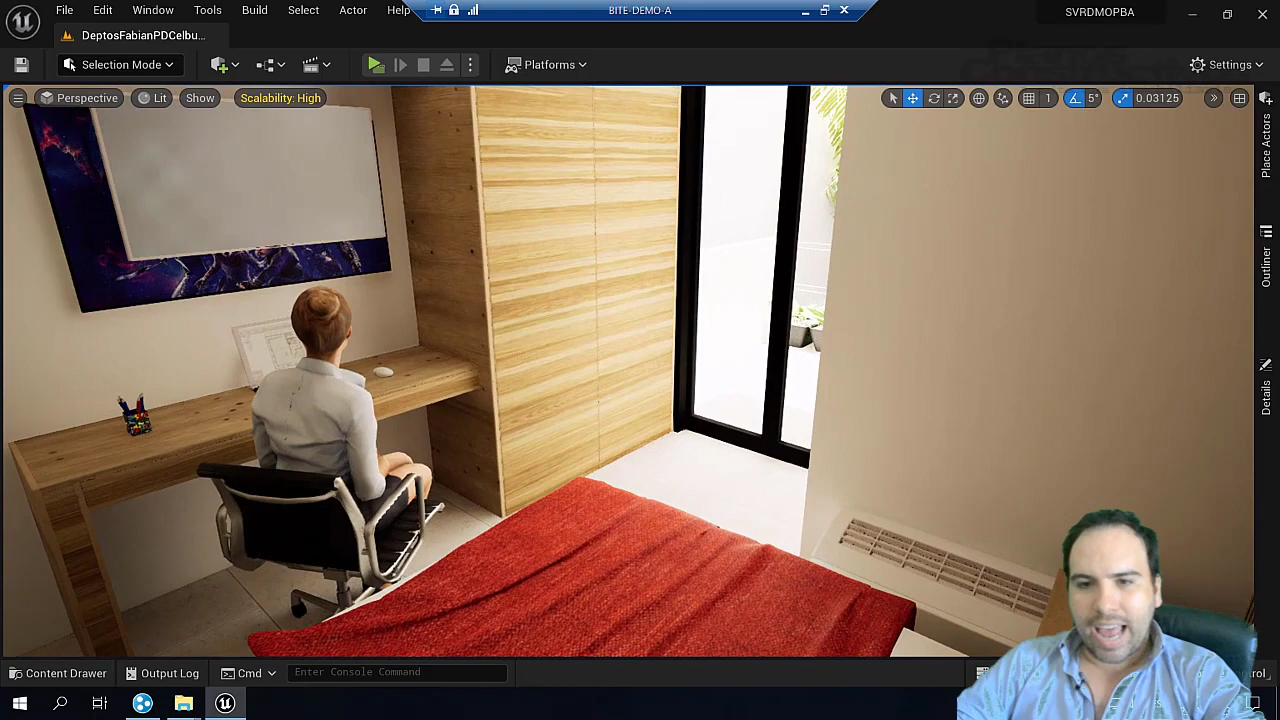 File Edit Window Tools Build Select Actor Help
BITE-DEMO-A
SVRDMOPBA
DeptosFabianPDCelbu...
Selection Mode
Platforms
Settings
Perspective Lit Show Scalability: High
1 5° 0.03125
Place Actors
Outliner
Details
Content Drawer Output Log Cmd Enter Console Command